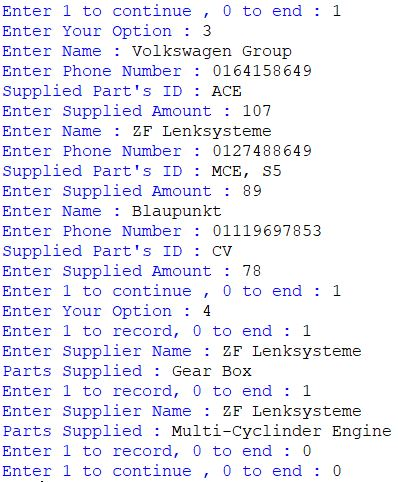 Enter 1 to continue , 0 to end : 1
Enter Your Option : 3
Enter Name : Volkswagen Group
Enter Phone Number : 0164158649
Supplied Part's ID : ACE
Enter Supplied Amount : 107
Enter Name : ZF Lenksysteme
Enter Phone Number : 0127488649
Supplied Part's ID : MCE, S5
Enter Supplied Amount : 89
Enter Name : Blaupunkt
Enter Phone Number : 01119697853
Supplied Part's ID : CV
Enter Supplied Amount : 78
Enter 1 to continue , 0 to end : 1
Enter Your Option : 4
Enter 1 to record, 0 to end : 1
Enter Supplier Name : ZF Lenksysteme
Parts Supplied : Gear Box
Enter 1 to record, 0 to end : 1
Enter Supplier Name : ZF Lenksysteme
Parts Supplied : Multi-Cyclinder Engine
Enter 1 to record, 0 to end : 0
Enter 1 to continue , 0 to end : 0